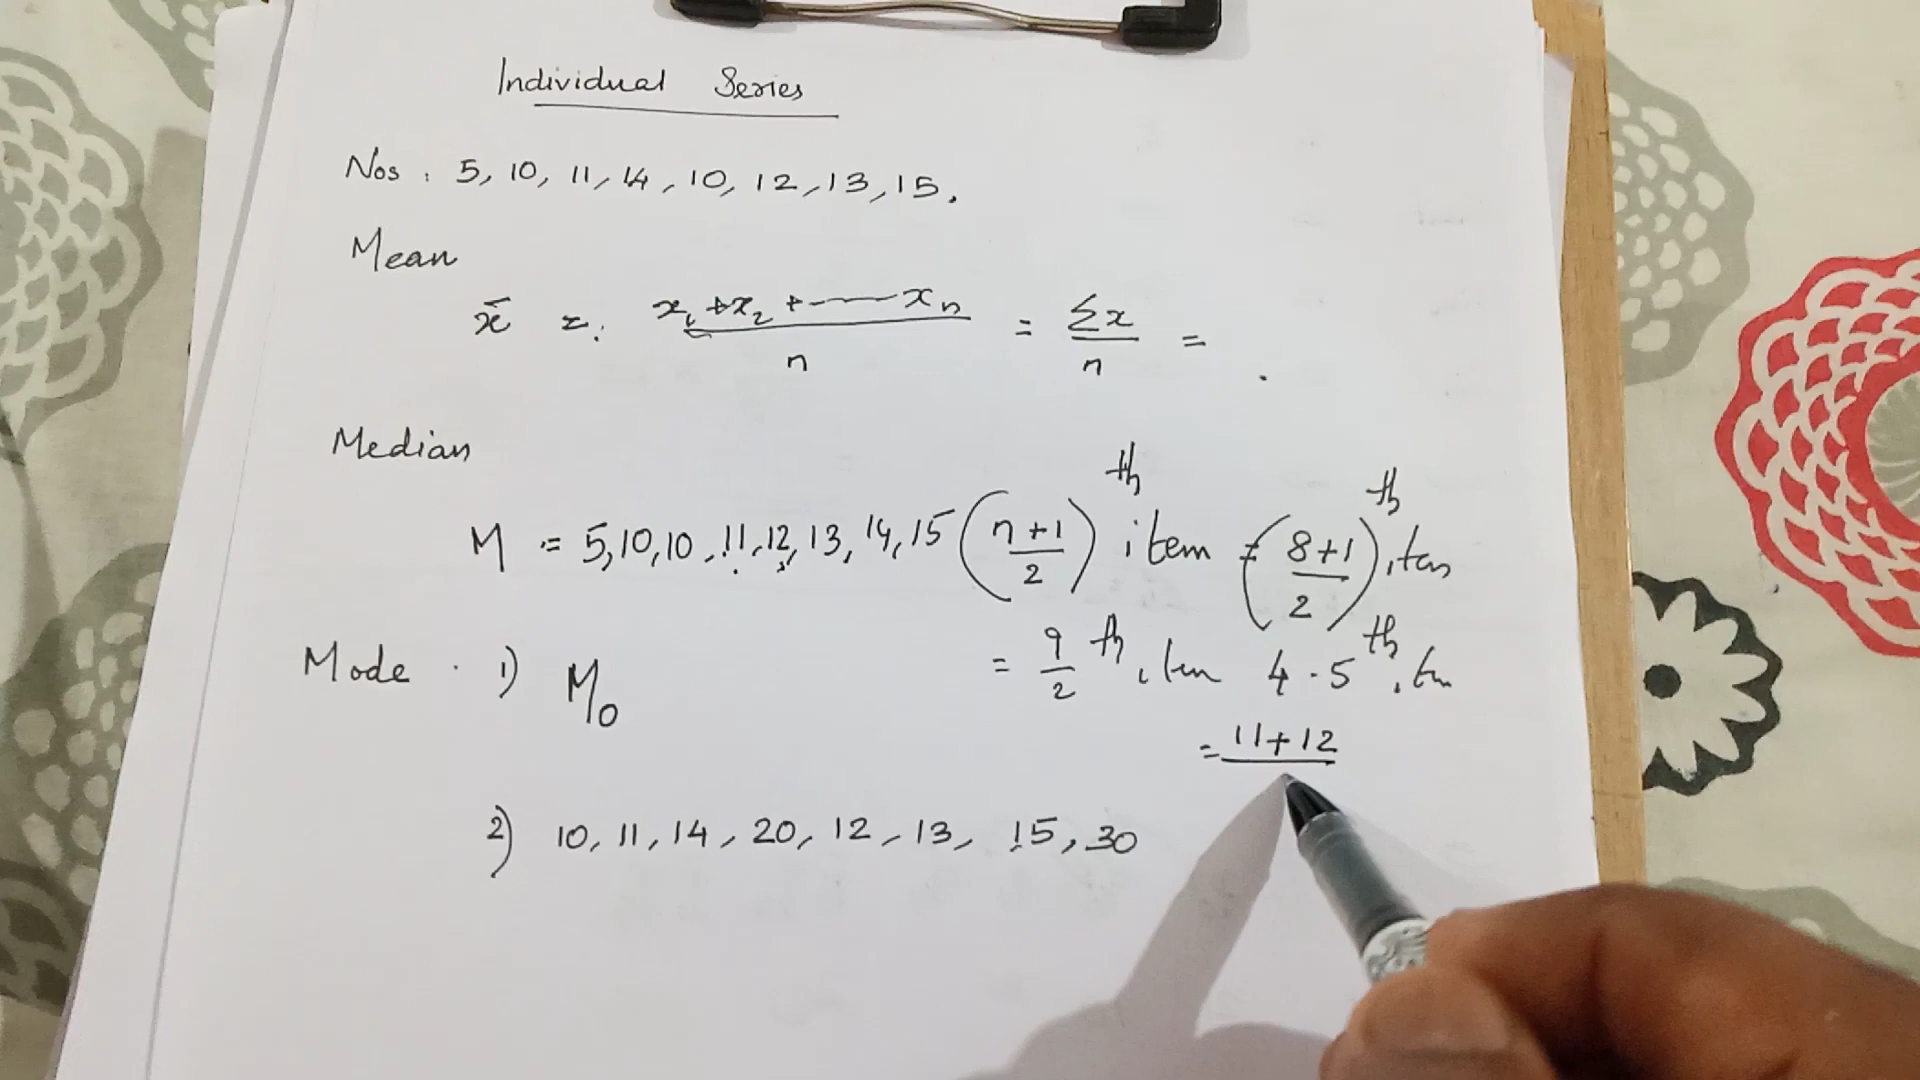 Individual Series
Nos : 5, 10, 11, 14, 10, 12, 13, 15.
Mean
x̄ = x₁+x₂+------xₙ / n = Σx / n =
Median
M = 5,10,10,11,12,13,14,15 (n+1 / 2)th item = (8+1 / 2)th item
= 9/2 th item 4.5th item
Mode . 1) M₀
= 11+12
2) 10, 11, 14, 20, 12, 13, 15, 30